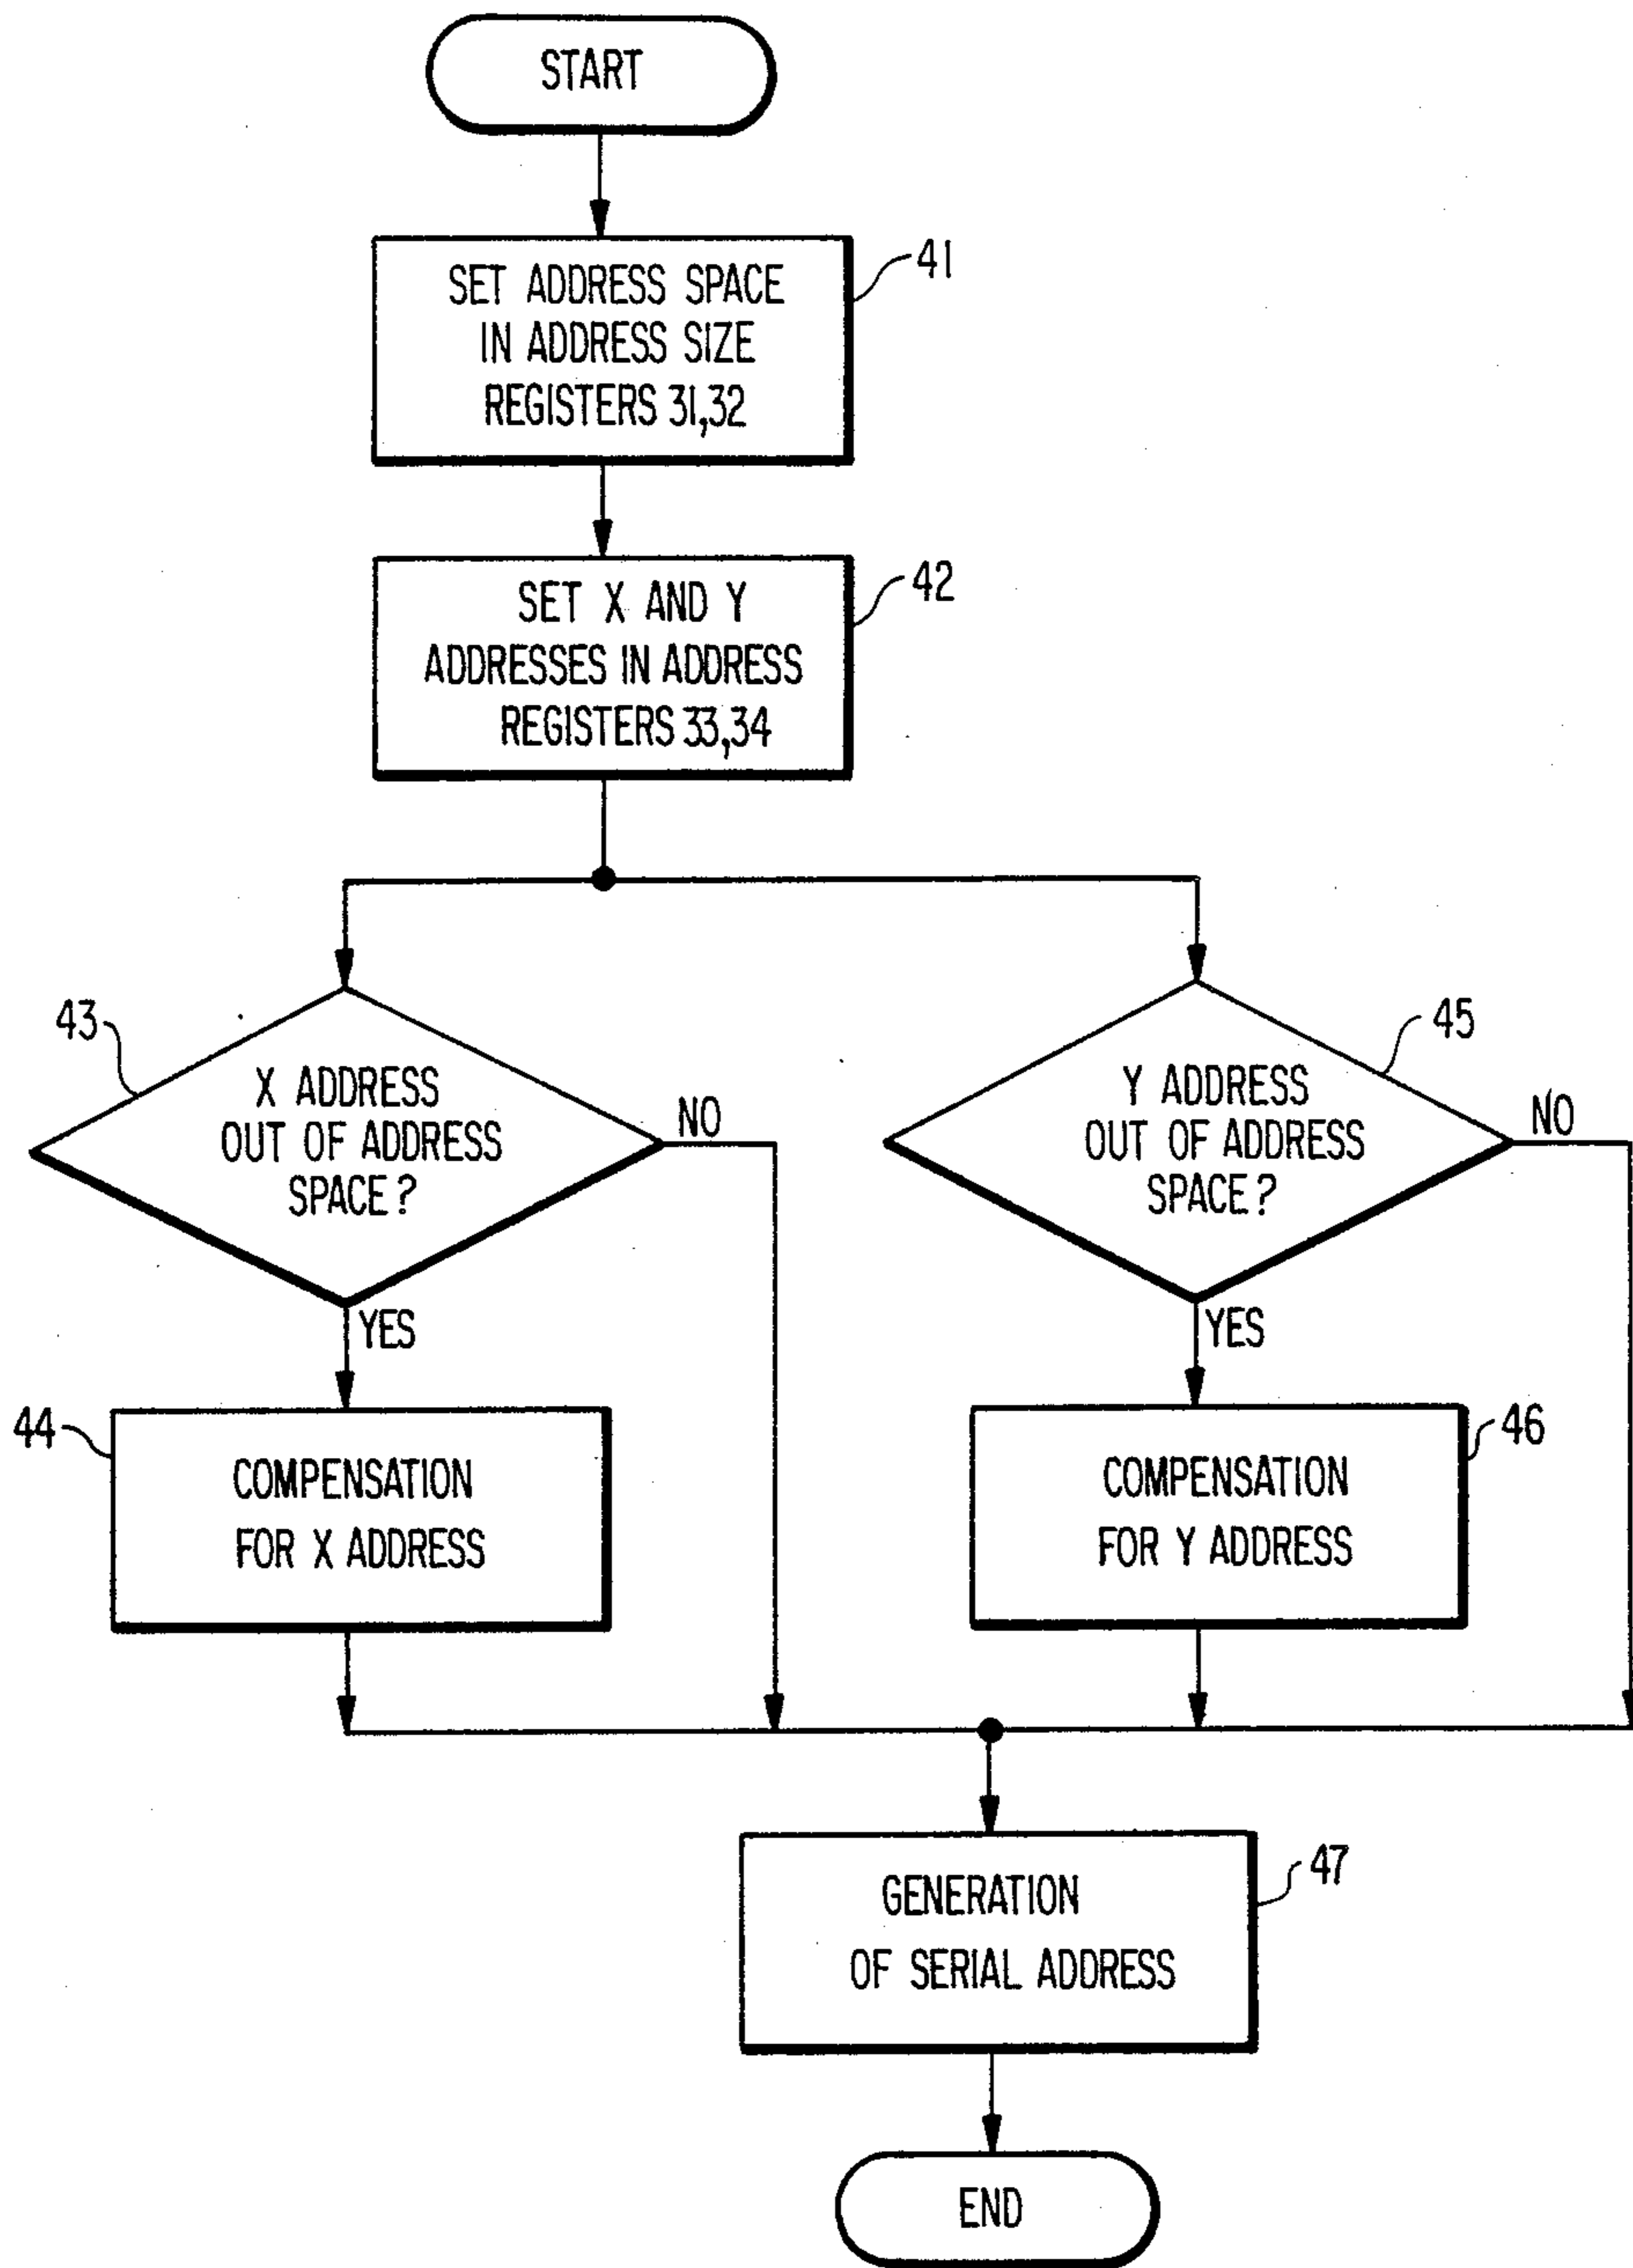 START
SET ADDRESS SPACE
IN ADDRESS SIZE
REGISTERS 31,32
41
SET X AND Y
ADDRESSES IN ADDRESS
REGISTERS 33,34
42
43
X ADDRESS
OUT OF ADDRESS
SPACE?
NO
YES
45
Y ADDRESS
OUT OF ADDRESS
SPACE?
NO
YES
44
COMPENSATION
FOR X ADDRESS
46
COMPENSATION
FOR Y ADDRESS
47
GENERATION
OF SERIAL ADDRESS
END